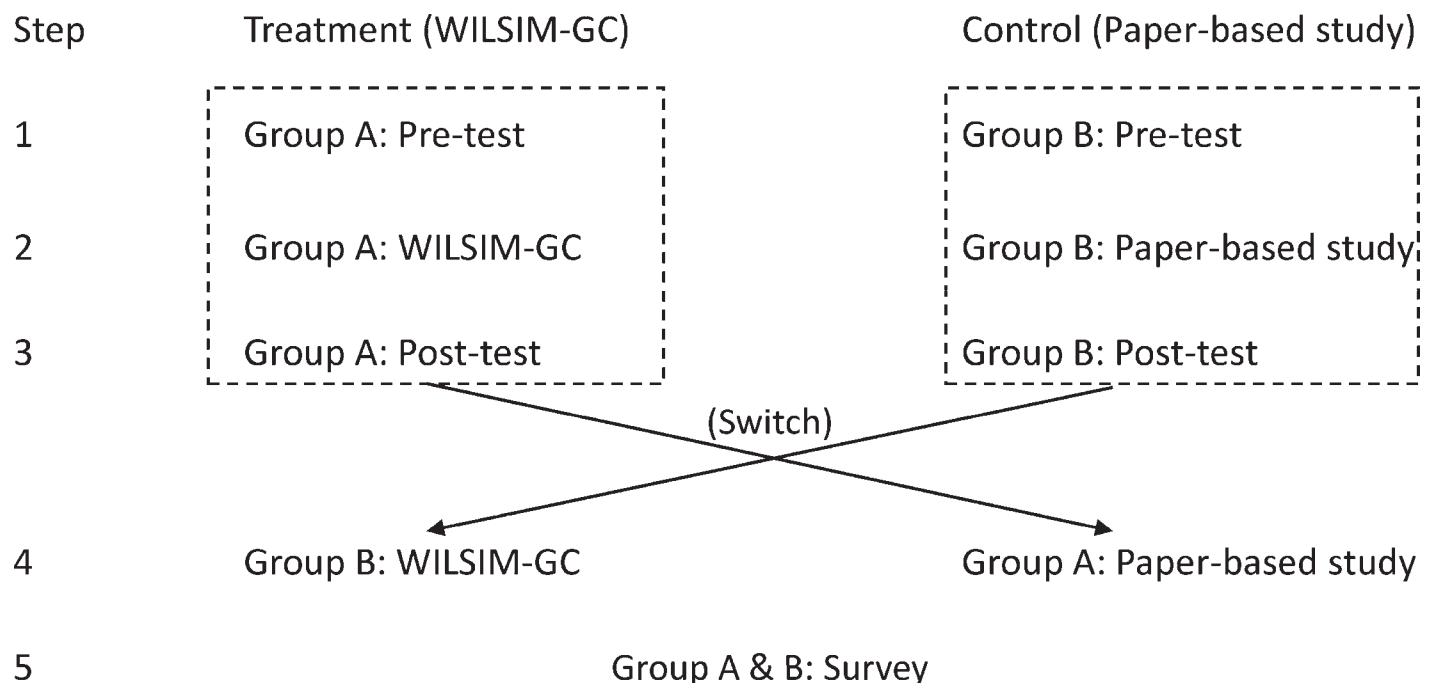 Step Treatment (WILSIM-GC) Control (Paper-based study)
1 Group A: Pre-test Group B: Pre-test
2 Group A: WILSIM-GC Group B: Paper-based study
3 Group A: Post-test Group B: Post-test
(Switch)
4 Group B: WILSIM-GC Group A: Paper-based study
5 Group A & B: Survey